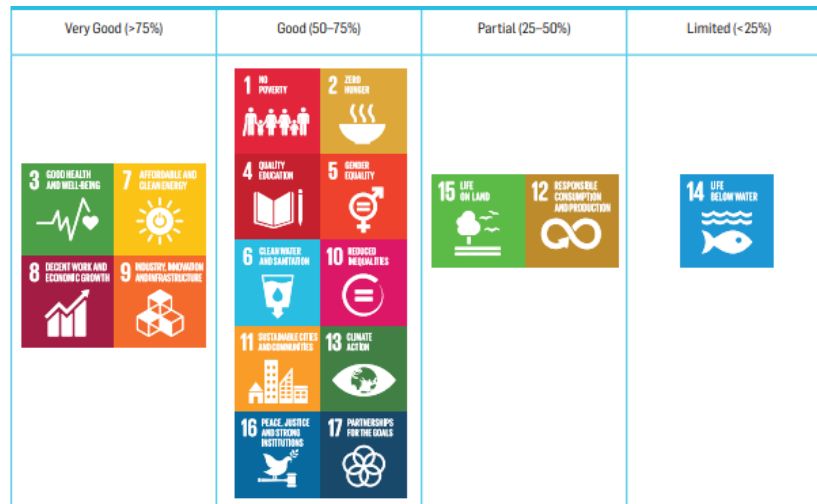 Very Good (>75%)
Good (50–75%)
Partial (25–50%)
Limited (<25%)
3 GOOD HEALTH
AND WELL-BEING
7 AFFORDABLE AND
CLEAN ENERGY
8 DECENT WORK AND
ECONOMIC GROWTH
9 INDUSTRY, INNOVATION
AND INFRASTRUCTURE
1 NO
POVERTY
2 ZERO
HUNGER
4 QUALITY
EDUCATION
5 GENDER
EQUALITY
6 CLEAN WATER
AND SANITATION
10 REDUCED
INEQUALITIES
11 SUSTAINABLE CITIES
AND COMMUNITIES
13 CLIMATE
ACTION
16 PEACE, JUSTICE
AND STRONG
INSTITUTIONS
17 PARTNERSHIPS
FOR THE GOALS
15 LIFE
ON LAND
12 RESPONSIBLE
CONSUMPTION
AND PRODUCTION
14 LIFE
BELOW WATER